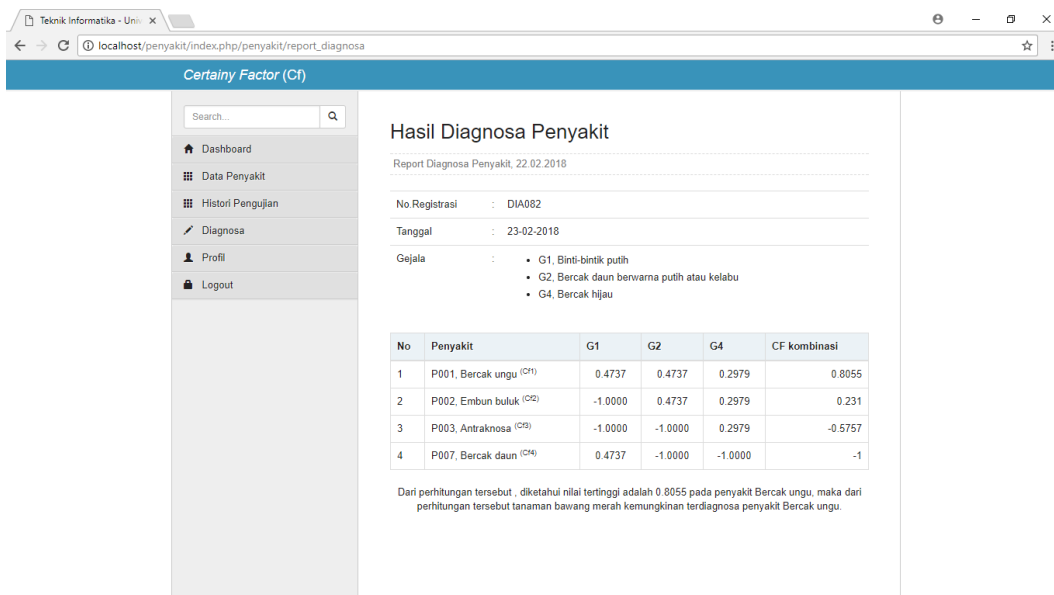 Teknik Informatika - Univ
localhost/penyakit/index.php/penyakit/report_diagnosa
Certainy Factor (Cf)
Search...
Dashboard
Data Penyakit
Histori Pengujian
Diagnosa
Profil
Logout
Hasil Diagnosa Penyakit
Report Diagnosa Penyakit, 22.02.2018
No.Registrasi : DIA082
Tanggal : 23-02-2018
Gejala : • G1, Binti-bintik putih
• G2, Bercak daun berwarna putih atau kelabu
• G4, Bercak hijau
No Penyakit G1 G2 G4 CF kombinasi
1 P001, Bercak ungu (Cf1) 0.4737 0.4737 0.2979 0.8055
2 P002, Embun buluk (Cf2) -1.0000 0.4737 0.2979 0.231
3 P003, Antraknosa (Cf3) -1.0000 -1.0000 0.2979 -0.5757
4 P007, Bercak daun (Cf4) 0.4737 -1.0000 -1.0000 -1
Dari perhitungan tersebut , diketahui nilai tertinggi adalah 0.8055 pada penyakit Bercak ungu, maka dari
perhitungan tersebut tanaman bawang merah kemungkinan terdiagnosa penyakit Bercak ungu.